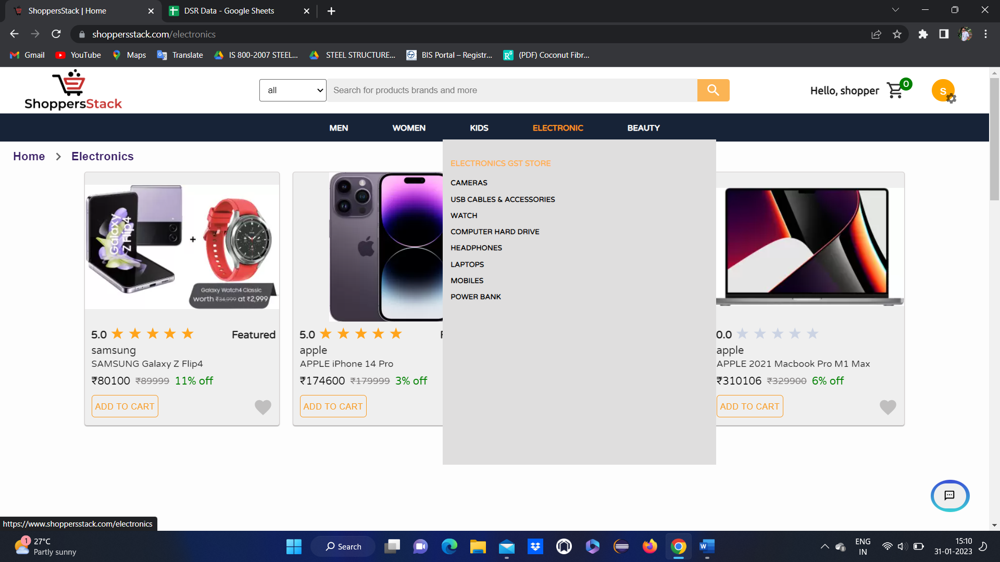 ShoppersStack | Home
DSR Data - Google Sheets
shoppersstack.com/electronics
Gmail
YouTube
Maps
Translate
IS 800-2007 STEEL...
STEEL STRUCTURE...
BIS Portal – Registr...
(PDF) Coconut Fibr...
ShoppersStack
all
Search for products brands and more
Hello, shopper
0
S
MEN
WOMEN
KIDS
ELECTRONIC
BEAUTY
Home > Electronics
ELECTRONICS GST STORE
CAMERAS
USB CABLES & ACCESSORIES
WATCH
COMPUTER HARD DRIVE
HEADPHONES
LAPTOPS
MOBILES
POWER BANK
Galaxy
Z Flip4
+
Galaxy Watch4 Classic
worth ₹34,999 at ₹2,999
5.0
Featured
samsung
SAMSUNG Galaxy Z Flip4
₹80100 ₹89999 11% off
ADD TO CART
5.0
apple
APPLE iPhone 14 Pro
₹174600 ₹179999 3% off
ADD TO CART
0.0
apple
APPLE 2021 Macbook Pro M1 Max
₹310106 ₹329900 6% off
ADD TO CART
https://www.shoppersstack.com/electronics
1
27°C
Partly sunny
Search
ENG
IN
15:10
31-01-2023